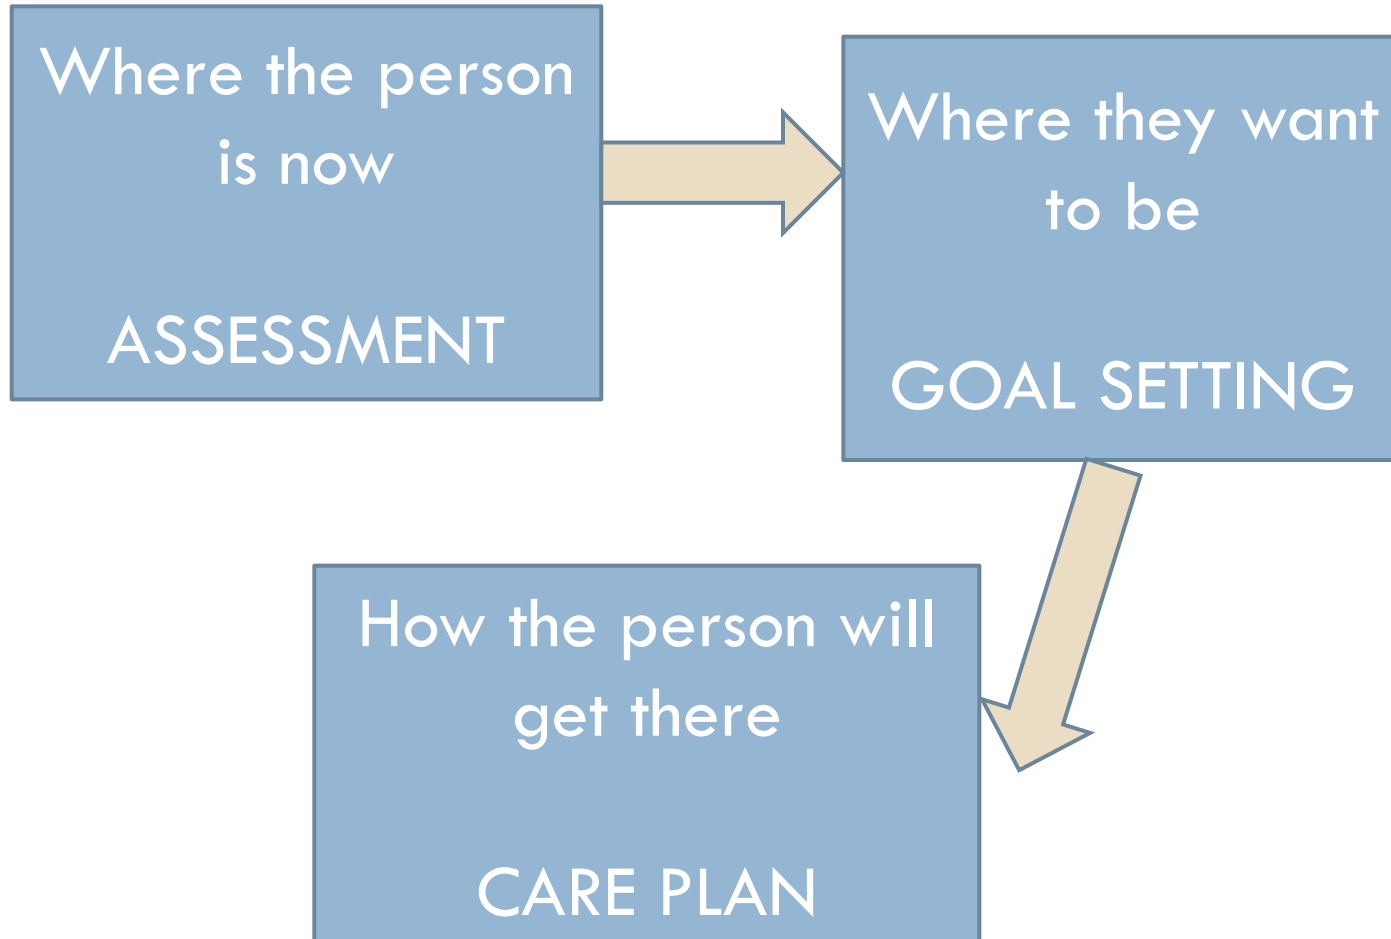 Where the person
is now
ASSESSMENT
Where they want
to be
GOAL SETTING
How the person will
get there
CARE PLAN